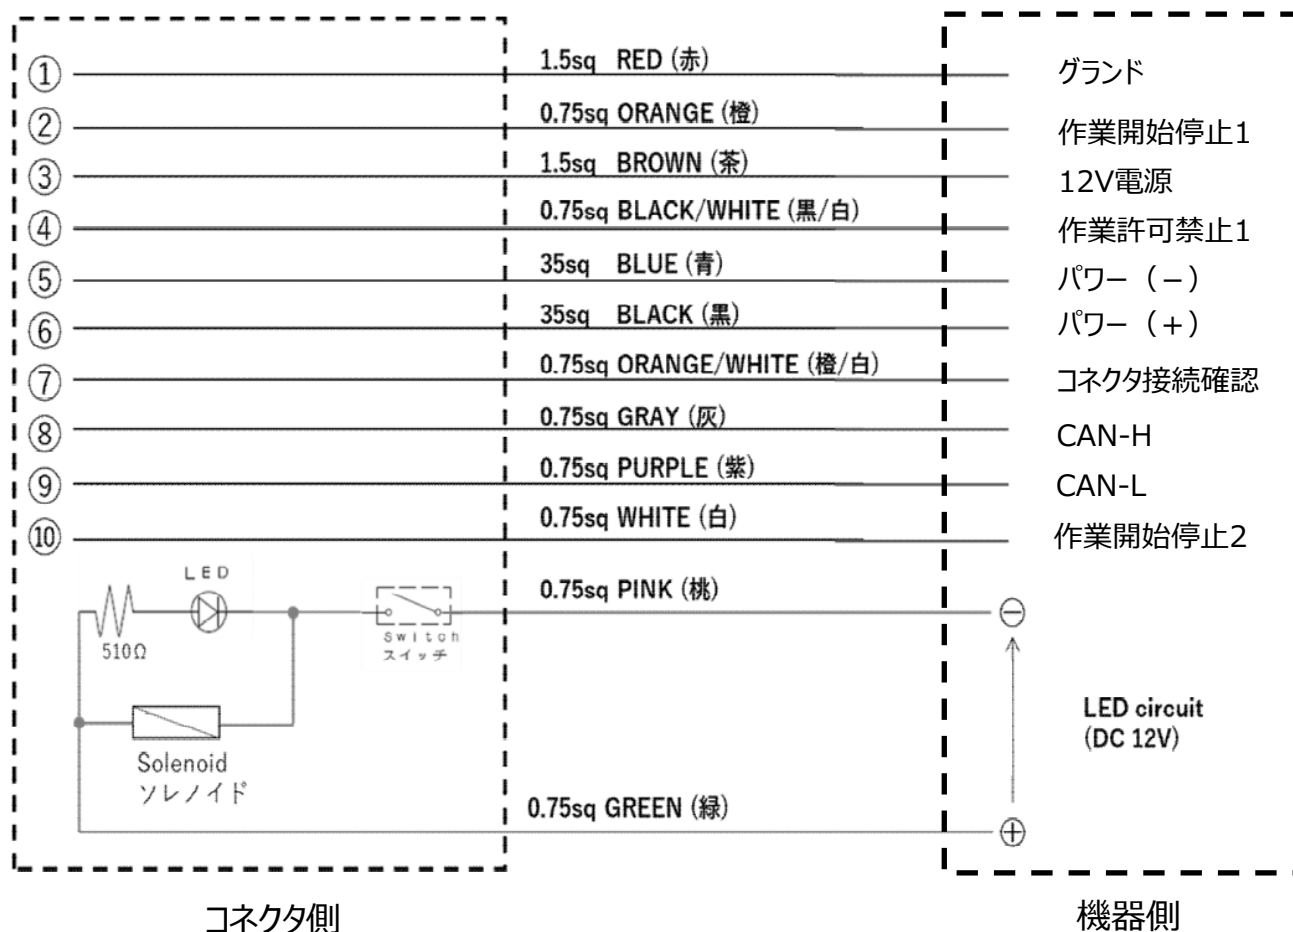 ① 1.5sq RED (赤) グランド
② 0.75sq ORANGE (橙) 作業開始停止1
③ 1.5sq BROWN (茶) 12V電源
④ 0.75sq BLACK/WHITE (黒/白) 作業許可禁止1
⑤ 35sq BLUE (青) パワー（－）
⑥ 35sq BLACK (黒) パワー（＋）
⑦ 0.75sq ORANGE/WHITE (橙/白) コネクタ接続確認
⑧ 0.75sq GRAY (灰) CAN-H
⑨ 0.75sq PURPLE (紫) CAN-L
⑩ 0.75sq WHITE (白) 作業開始停止2
LED
0.75sq PINK (桃)
⊖
510Ω
Switch
スイッチ
Solenoid
ソレノイド
LED circuit
(DC 12V)
0.75sq GREEN (緑)
⊕
コネクタ側
機器側